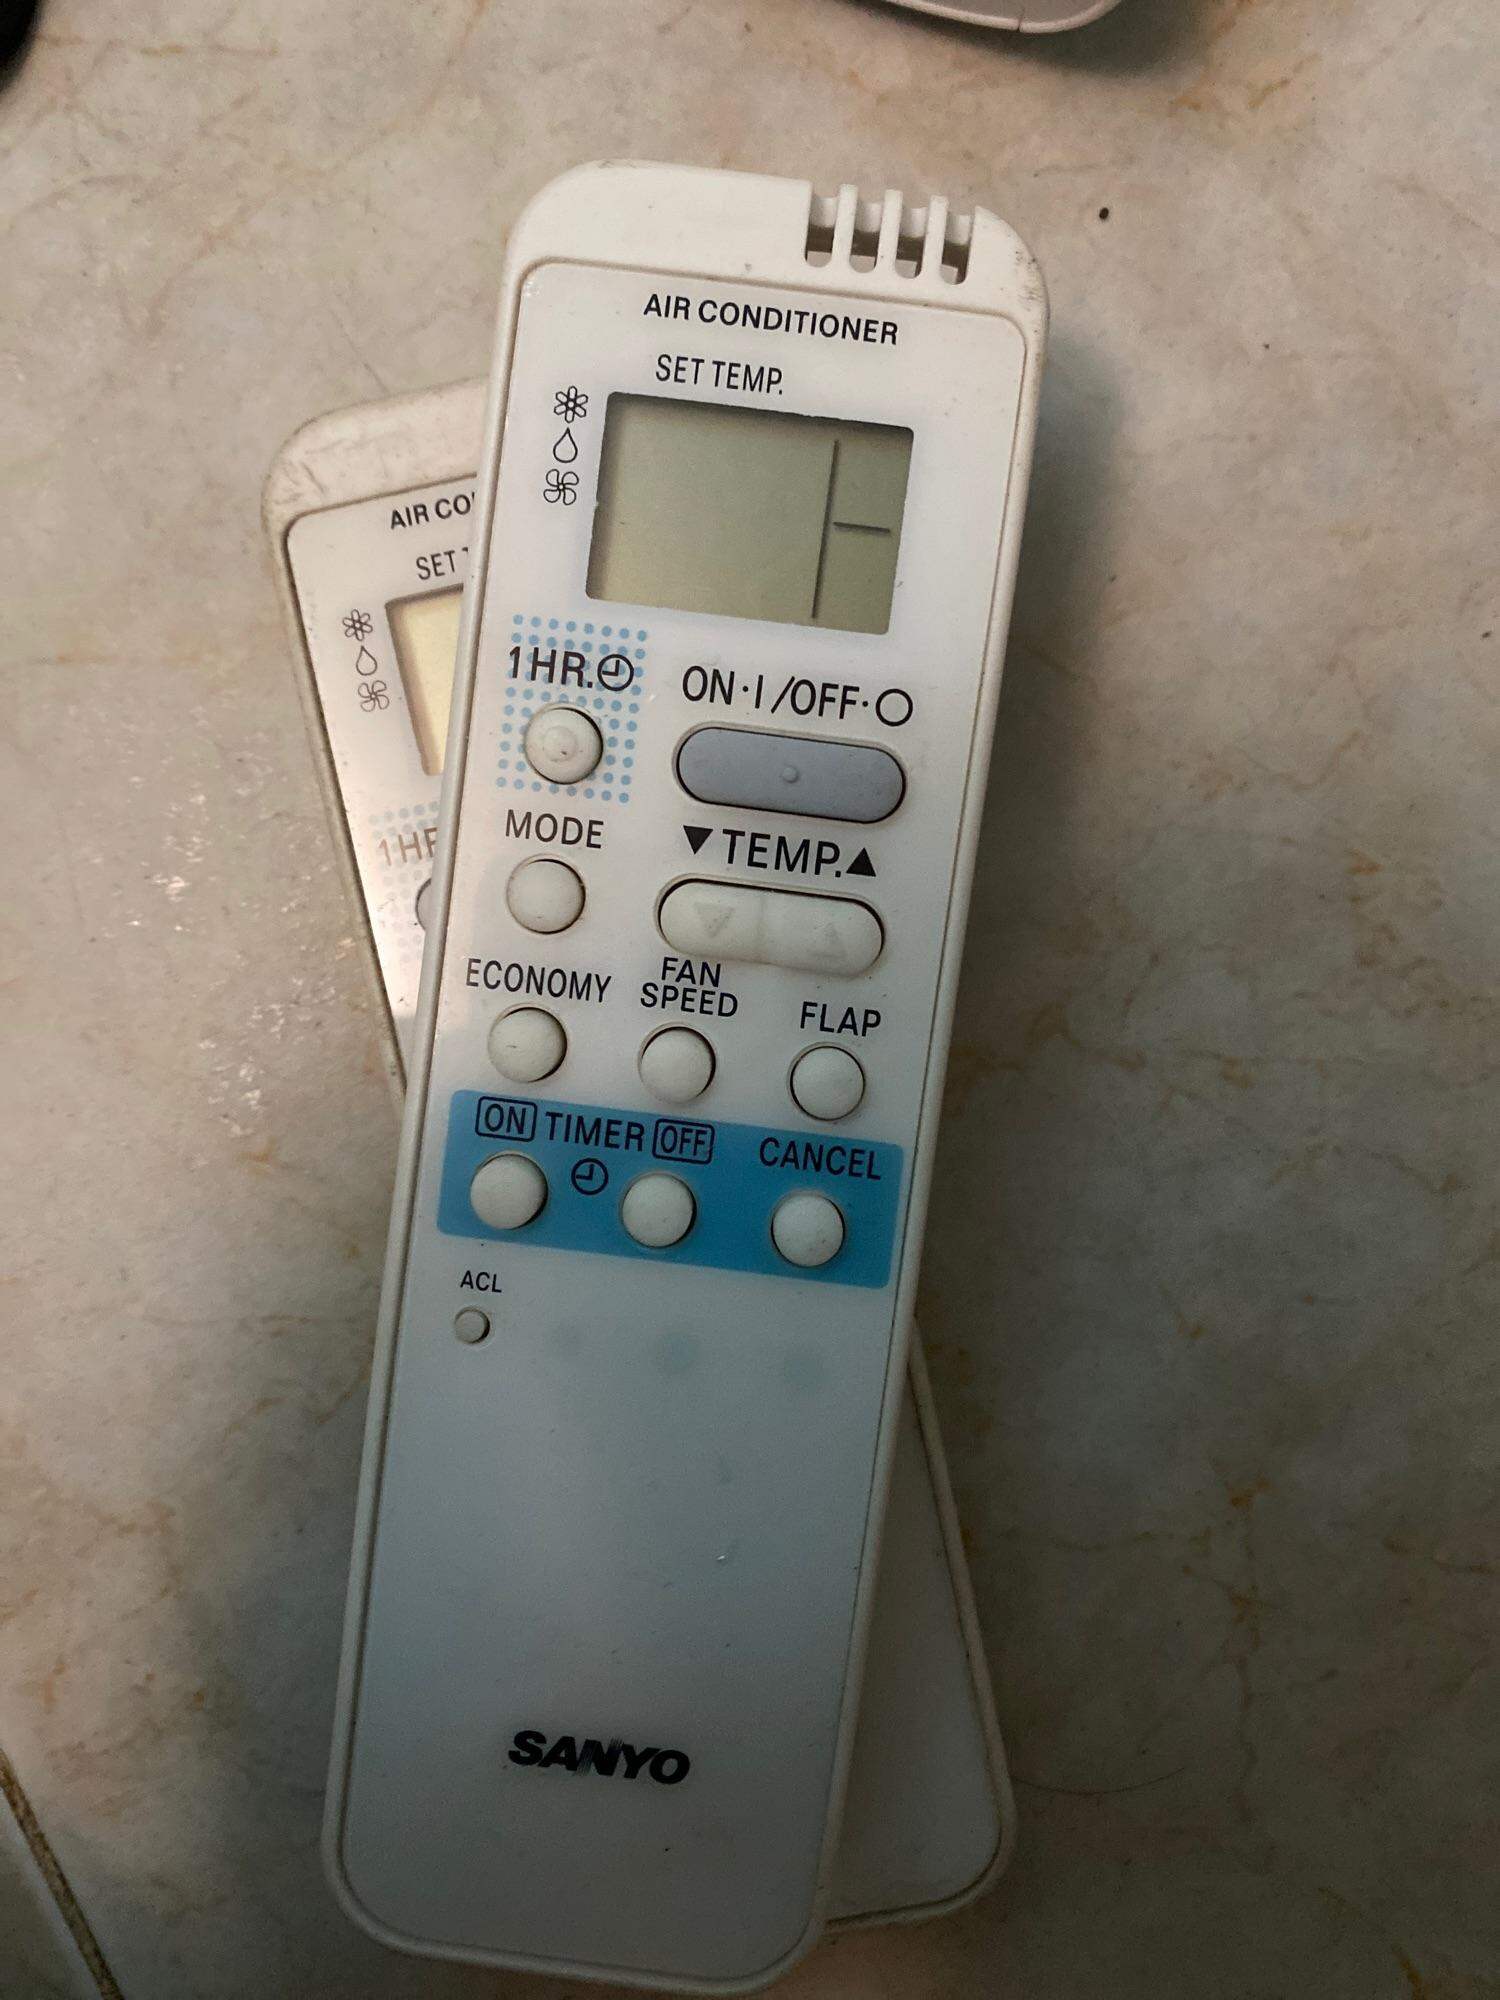 AIR CONDITIONER
SET TEMP.
1HR.
ON·I/OFF·O
MODE
▼TEMP.▲
ECONOMY
FAN
SPEED
FLAP
ON TIMER OFF
CANCEL
ACL
SANYO
AIR CO
SET
1HR